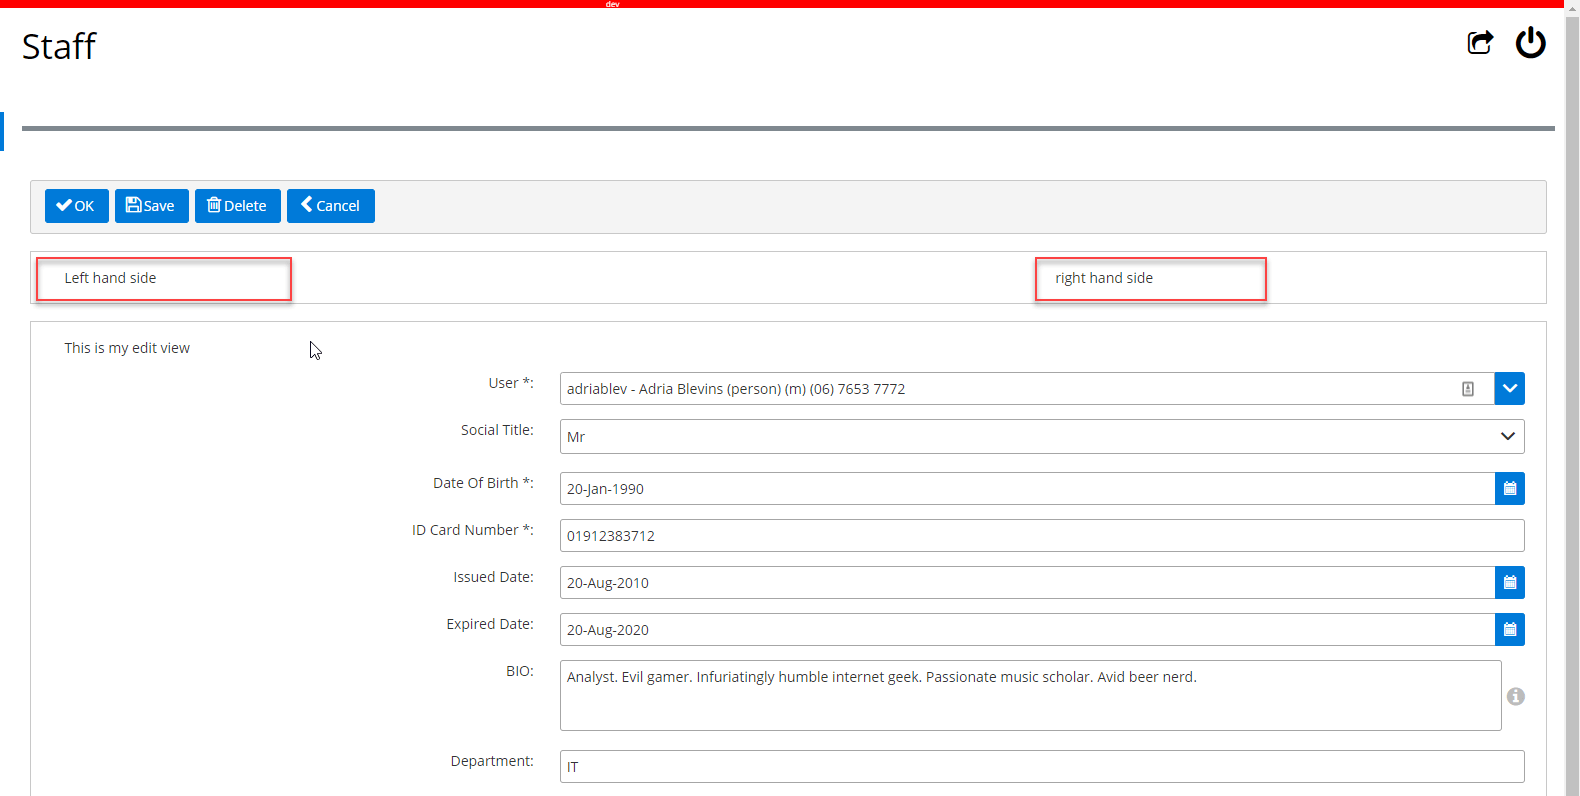 dev
Staff
OK Save Delete Cancel
Left hand side right hand side
This is my edit view
User *: adriablev - Adria Blevins (person) (m) (06) 7653 7772
Social Title: Mr
Date Of Birth *: 20-Jan-1990
ID Card Number *: 01912383712
Issued Date: 20-Aug-2010
Expired Date: 20-Aug-2020
BIO: Analyst. Evil gamer. Infuriatingly humble internet geek. Passionate music scholar. Avid beer nerd.
Department: IT